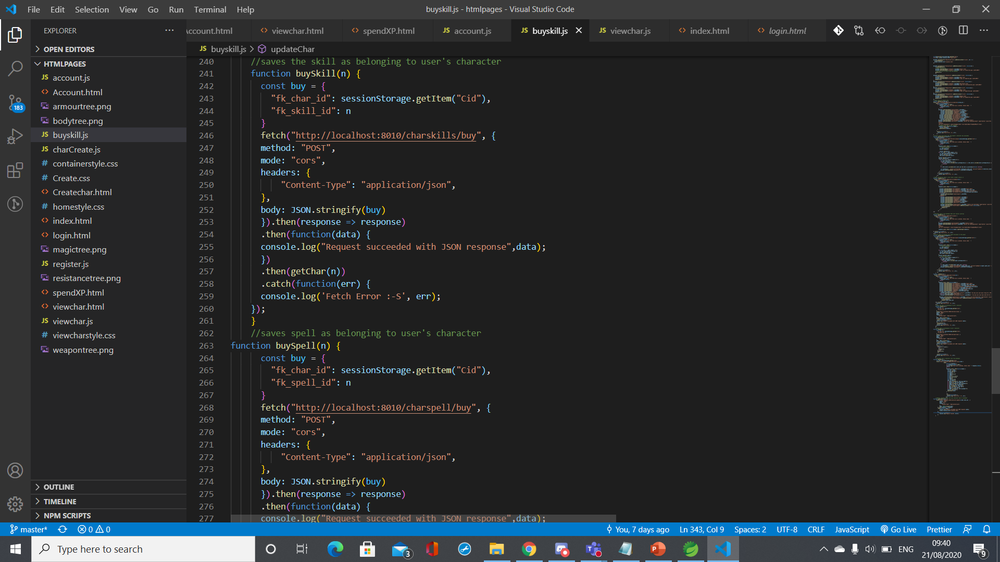 File Edit Selection View Go Run Terminal Help
buyskill.js - htmlpages - Visual Studio Code
EXPLORER
Account.html
viewchar.html
spendXP.html
JS account.js
JS buyskill.js
JS viewchar.js
index.html
login.html
JS buyskill.js > updateChar
OPEN EDITORS
HTMLPAGES
JS account.js
Account.html
armourtree.png
bodytree.png
JS buyskill.js
JS charCreate.js
# containerstyle.css
# Create.css
Createchar.html
# homestyle.css
index.html
login.html
magictree.png
JS register.js
resistancetree.png
spendXP.html
viewchar.html
JS viewchar.js
# viewcharstyle.css
weapontree.png
OUTLINE
TIMELINE
NPM SCRIPTS
183
240 //saves the skill as belonging to user's character
241 function buySkill(n) {
242 const buy = {
243 "fk_char_id": sessionStorage.getItem("Cid"),
244 "fk_skill_id": n
245 }
246 fetch("http://localhost:8010/charskills/buy", {
247 method: "POST",
248 mode: "cors",
249 headers: {
250 "Content-Type": "application/json",
251 },
252 body: JSON.stringify(buy)
253 }).then(response => response)
254 .then(function(data) {
255 console.log("Request succeeded with JSON response",data);
256 })
257 .then(getChar(n))
258 .catch(function(err) {
259 console.log('Fetch Error :-S', err);
260 });
261 }
262 //saves spell as belonging to user's character
263 function buySpell(n) {
264 const buy = {
265 "fk_char_id": sessionStorage.getItem("Cid"),
266 "fk_spell_id": n
267 }
268 fetch("http://localhost:8010/charspell/buy", {
269 method: "POST",
270 mode: "cors",
271 headers: {
272 "Content-Type": "application/json",
273 },
274 body: JSON.stringify(buy)
275 }).then(response => response)
276 .then(function(data) {
277 console.log("Request succeeded with JSON response",data);
master* 0 0
You, 7 days ago Ln 343, Col 9 Spaces: 2 UTF-8 CRLF JavaScript Go Live Prettier
Type here to search
3
ENG
09:40
21/08/2020
9